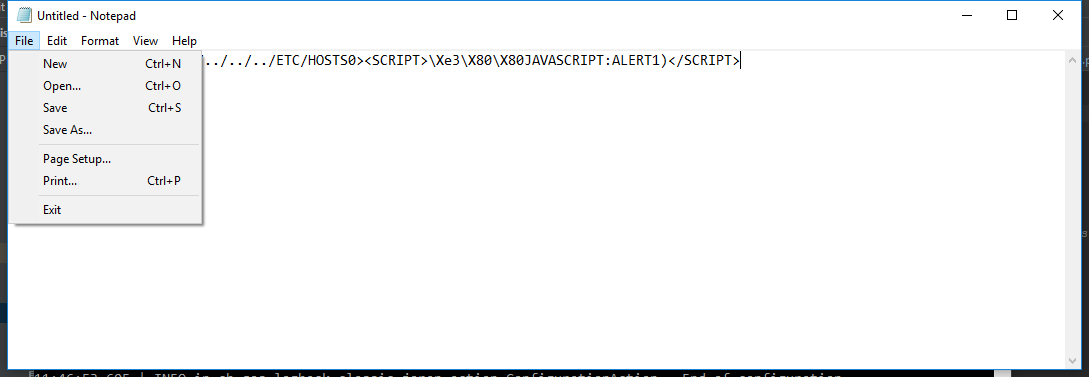 Untitled - Notepad
File Edit Format View Help
\../../../ETC/HOSTS0><SCRIPT>\Xe3\X80\X80JAVASCRIPT:ALERT1)</SCRIPT>
New Ctrl+N
Open... Ctrl+O
Save Ctrl+S
Save As...
Page Setup...
Print... Ctrl+P
Exit